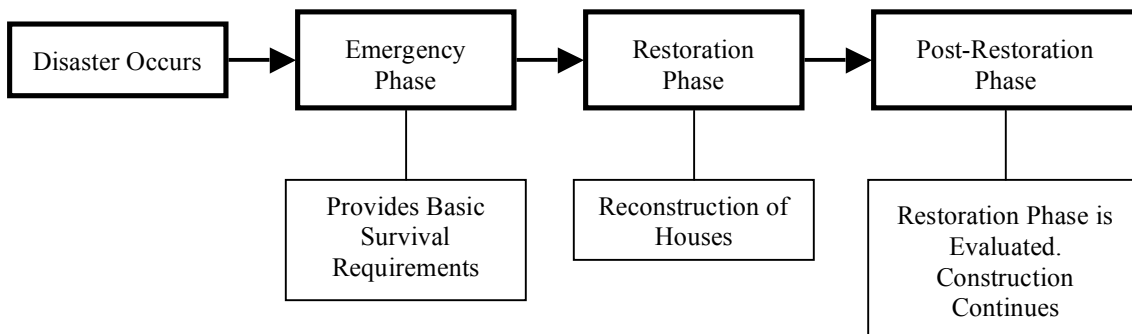 Disaster Occurs
Emergency
Phase
Restoration
Phase
Post-Restoration
Phase
Provides Basic
Survival
Requirements
Reconstruction of
Houses
Restoration Phase is
Evaluated.
Construction
Continues